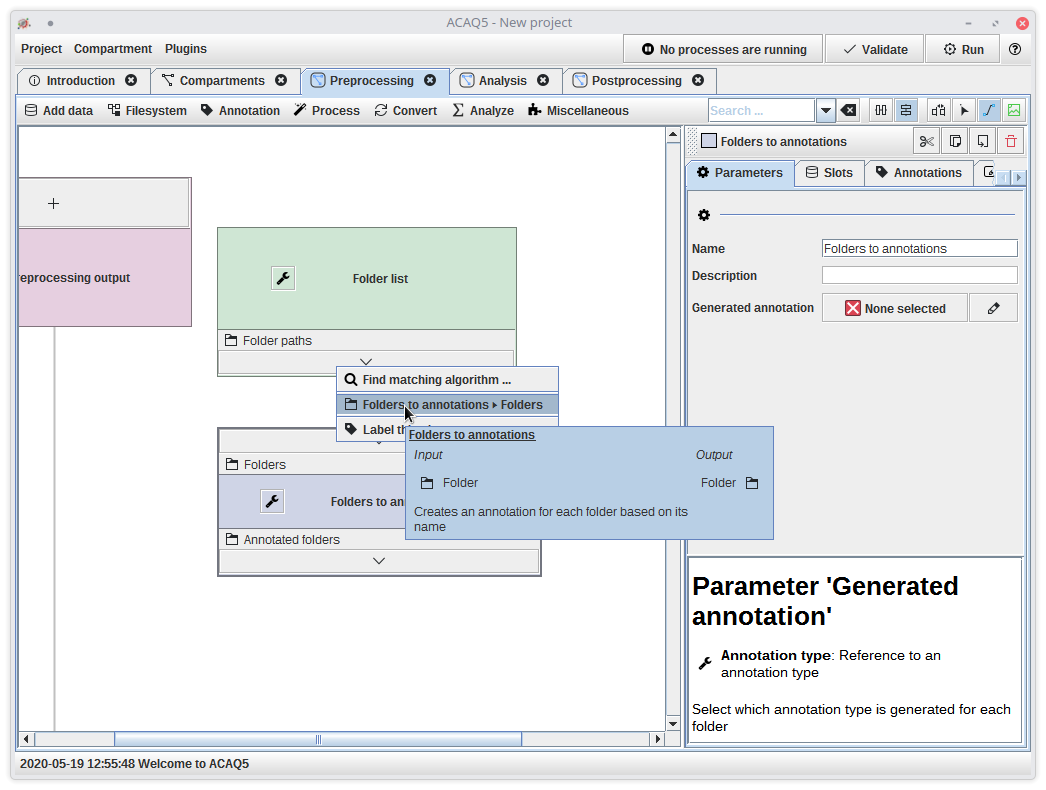 ACAQ5 - New project
Project Compartment Plugins
No processes are running
Validate
Run
Introduction
Compartments
Preprocessing
Analysis
Postprocessing
Add data
Filesystem
Annotation
Process
Convert
Analyze
Miscellaneous
Search ...
Folders to annotations
Parameters
Slots
Annotations
Name
Folders to annotations
Description
Generated annotation
None selected
eprocessing output
Folder list
Folder paths
Find matching algorithm ...
Folders to annotations ▸ Folders
Label th
Folders to annotations
Input Output
Folder Folder
Creates an annotation for each folder based on its
name
Folders
Folders to an
Annotated folders
Parameter 'Generated
annotation'
Annotation type: Reference to an
annotation type
Select which annotation type is generated for each
folder
2020-05-19 12:55:48 Welcome to ACAQ5